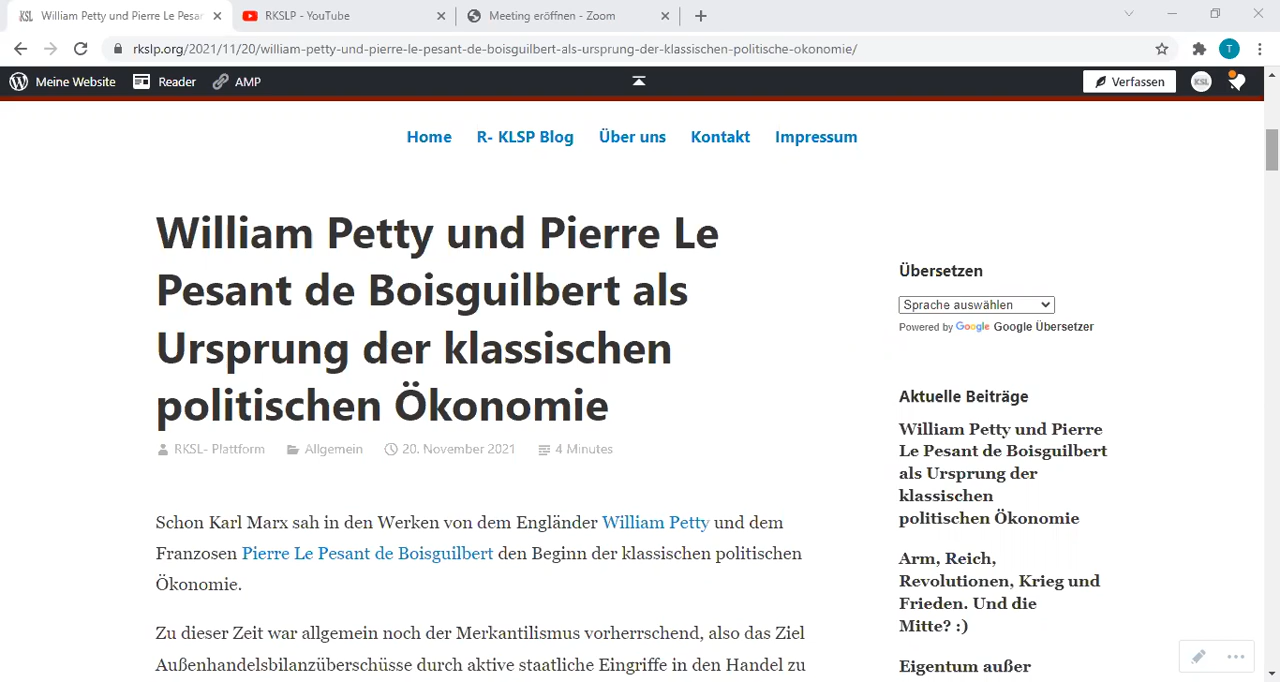 William Petty und Pierre Le Pesa
RKSLP - YouTube
Meeting eröffnen - Zoom
rkslp.org/2021/11/20/william-petty-und-pierre-le-pesant-de-boisguilbert-als-ursprung-der-klassischen-politische-okonomie/
T
Meine Website
Reader
AMP
Verfassen
Home
R- KLSP Blog
Über uns
Kontakt
Impressum
William Petty und Pierre Le
Pesant de Boisguilbert als
Ursprung der klassischen
politischen Ökonomie
RKSL- Plattform
Allgemein
20. November 2021
4 Minutes
Schon Karl Marx sah in den Werken von dem Engländer William Petty und dem
Franzosen Pierre Le Pesant de Boisguilbert den Beginn der klassischen politischen
Ökonomie.
Zu dieser Zeit war allgemein noch der Merkantilismus vorherrschend, also das Ziel
Außenhandelsbilanzüberschüsse durch aktive staatliche Eingriffe in den Handel zu
Übersetzen
Sprache auswählen
Powered by Google Google Übersetzer
Aktuelle Beiträge
William Petty und Pierre
Le Pesant de Boisguilbert
als Ursprung der
klassischen
politischen Ökonomie
Arm, Reich,
Revolutionen, Krieg und
Frieden. Und die
Mitte? :)
Eigentum außer